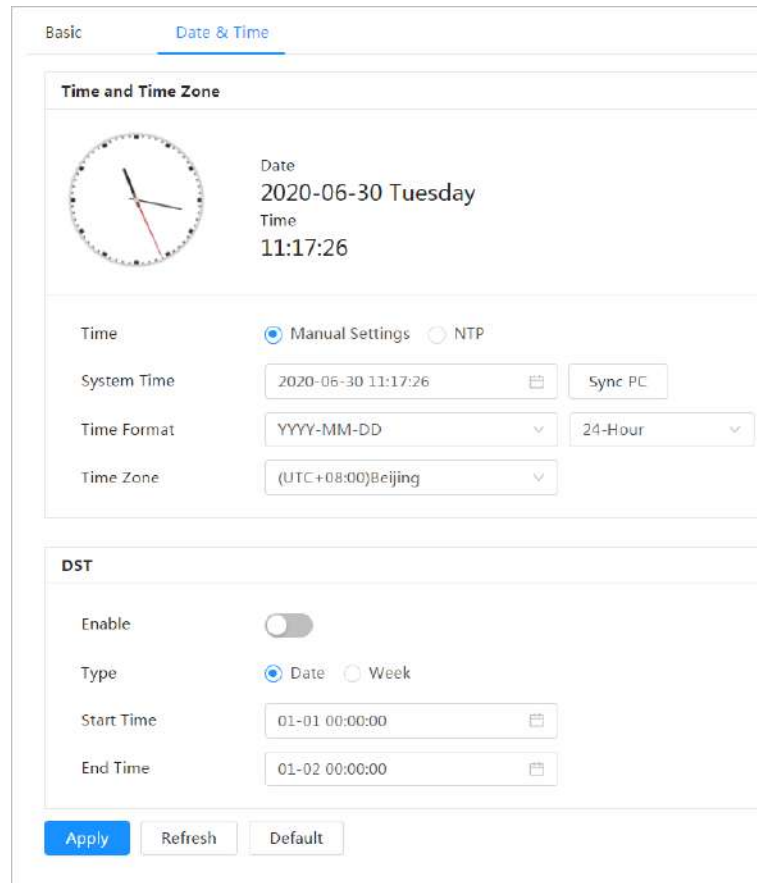 Basic Date & Time
Time and Time Zone
Date
2020-06-30 Tuesday
Time
11:17:26
Time Manual Settings NTP
System Time 2020-06-30 11:17:26 Sync PC
Time Format YYYY-MM-DD 24-Hour
Time Zone (UTC+08:00)Beijing
DST
Enable
Type Date Week
Start Time 01-01 00:00:00
End Time 01-02 00:00:00
Apply Refresh Default